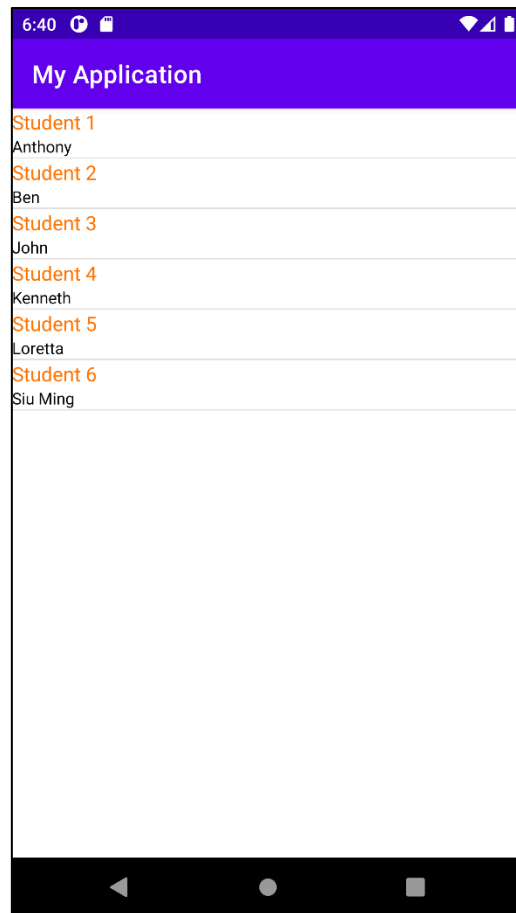 6:40
My Application
Student 1
Anthony
Student 2
Ben
Student 3
John
Student 4
Kenneth
Student 5
Loretta
Student 6
Siu Ming